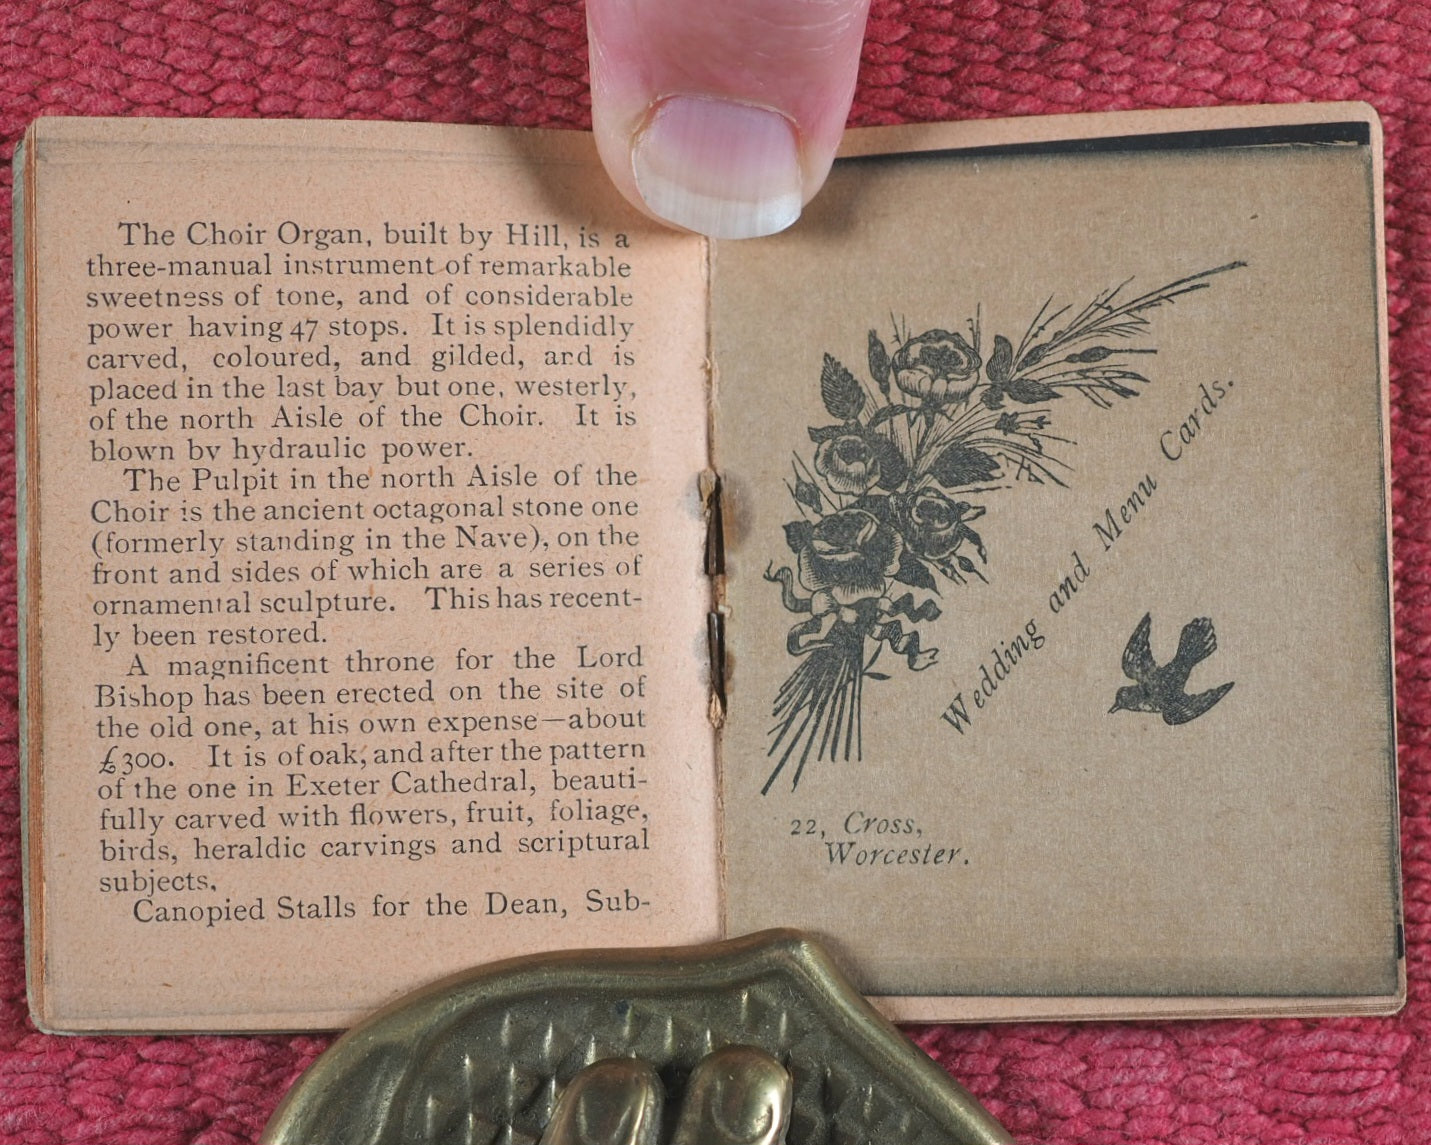 The Choir Organ, built by Hill, is a
three-manual instrument of remarkable
sweetness of tone, and of considerable
power having 47 stops. It is splendidly
carved, coloured, and gilded, and is
placed in the last bay but one, westerly,
of the north Aisle of the Choir. It is
blown by hydraulic power.
The Pulpit in the north Aisle of the
Choir is the ancient octagonal stone one
(formerly standing in the Nave), on the
front and sides of which are a series of
ornamental sculpture. This has recent-
ly been restored.
A magnificent throne for the Lord
Bishop has been erected on the site of
the old one, at his own expense—about
£300. It is of oak, and after the pattern
of the one in Exeter Cathedral, beauti-
fully carved with flowers, fruit, foliage,
birds, heraldic carvings and scriptural
subjects.
Canopied Stalls for the Dean, Sub-
Wedding and Menu Cards.
22, Cross,
Worcester.